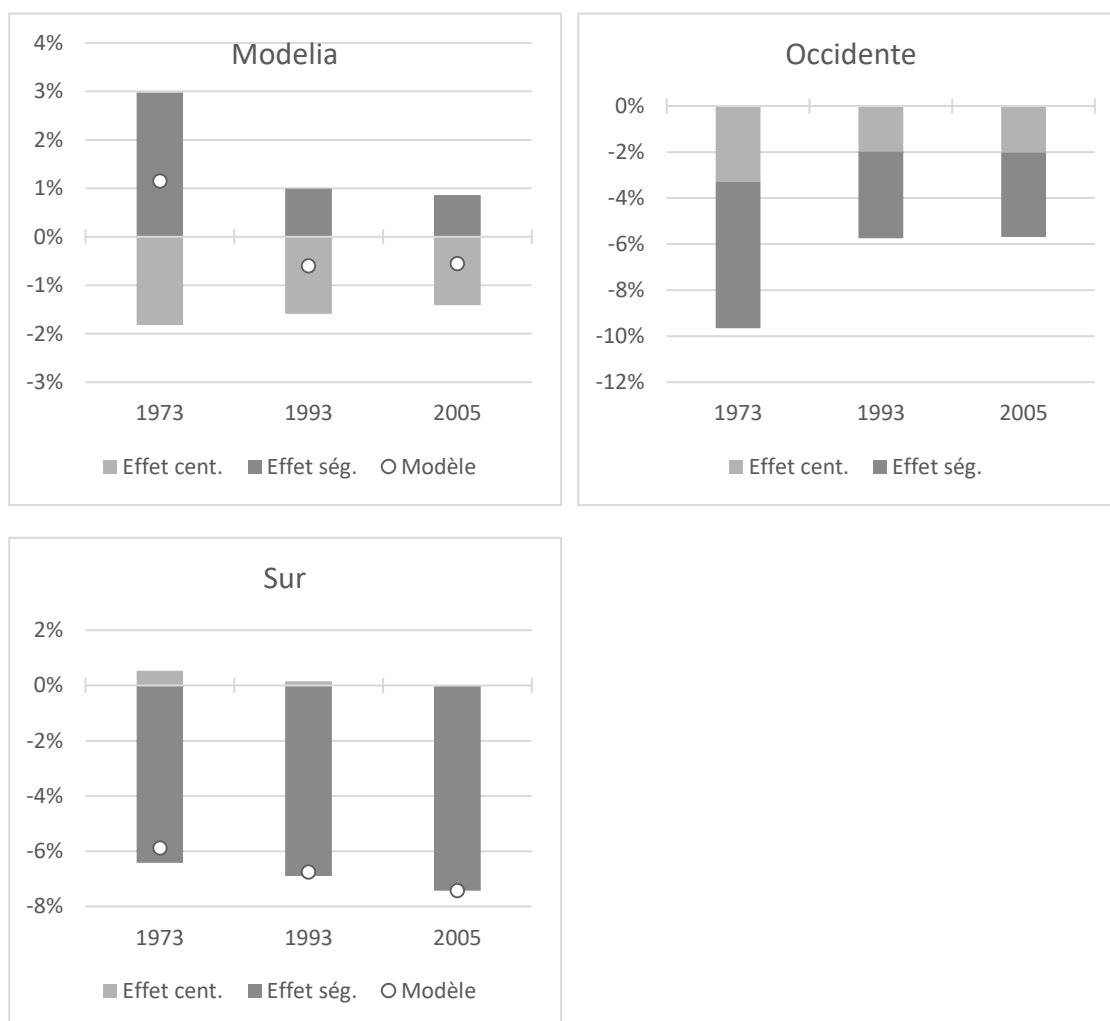 Modelia
4%
3%
2%
1%
0%
-1%
-2%
-3%
1973 1993 2005
Effet cent. Effet ség. Modèle
Occidente
0%
-2%
-4%
-6%
-8%
-10%
-12%
1973 1993 2005
Effet cent. Effet ség.
Sur
2%
0%
-2%
-4%
-6%
-8%
1973 1993 2005
Effet cent. Effet ség. Modèle